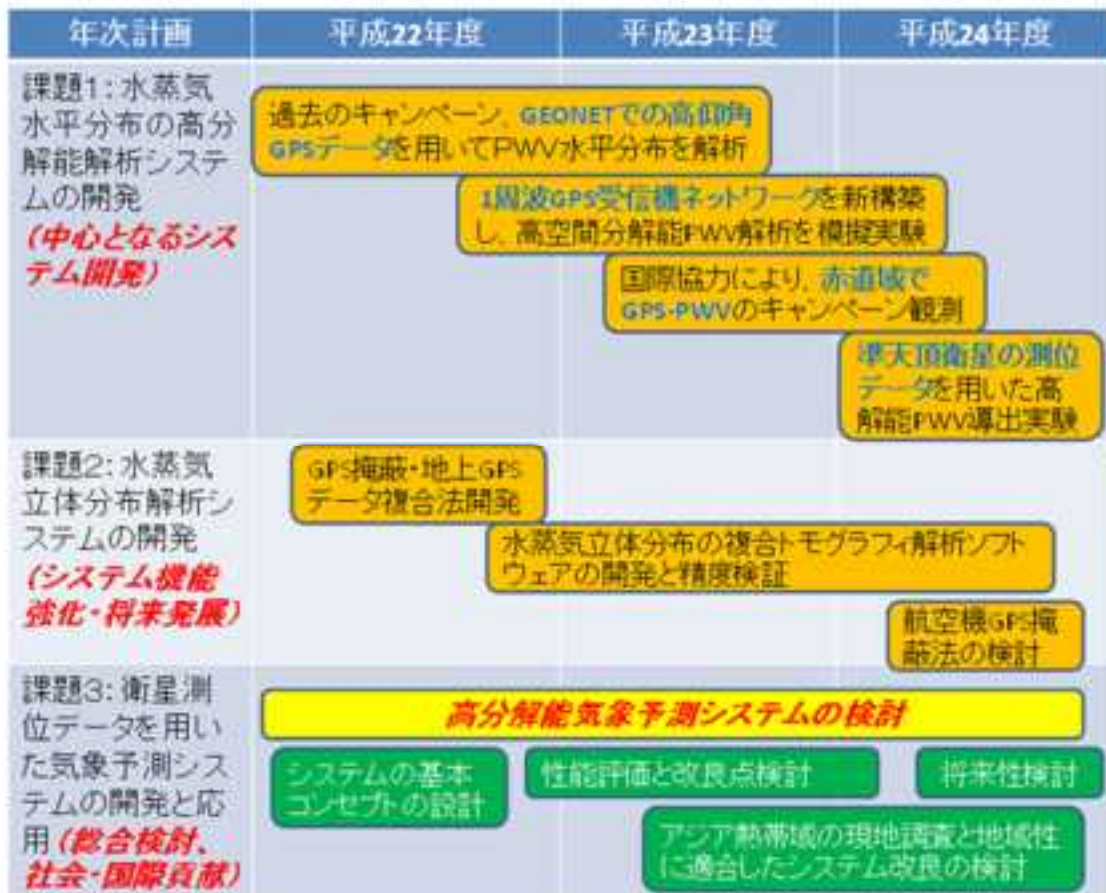 年次計画
平成22年度
平成23年度
平成24年度
課題1:水蒸気
水平分布の高分
解能解析システ
ムの開発
(中心となるシス
テム開発)
過去のキャンペーン、GEONETでの高仰角
GPSデータを用いてPWV水平分布を解析
1周波GPS受信機ネットワークを新構築
し、高空間分解能PWV解析を模擬実験
国際協力により、赤道域で
GPS-PWVのキャンペーン観測
準天頂衛星の測位
データを用いた高
解能PWV導出実験
課題2:水蒸気
立体分布解析シ
ステムの開発
(システム機能
強化・将来発展)
GPS掩蔽・地上GPS
データ複合法開発
水蒸気立体分布の複合トモグラフィ解析ソフト
ウェアの開発と精度検証
航空機GPS掩
蔽法の検討
課題3:衛星測
位データを用い
た気象予測シス
テムの開発と応
用(総合検討、
社会・国際貢献)
高分解能気象予測システムの検討
システムの基本
コンセプトの設計
性能評価と改良点検討
将来性検討
アジア熱帯域の現地調査と地域性
に適合したシステム改良の検討